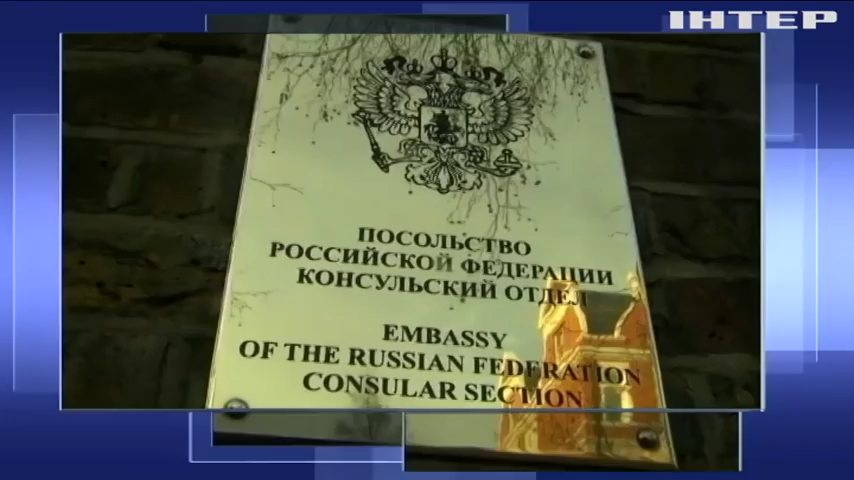 ІНТЕР
ПОСОЛЬСТВО
РОССИЙСКОЙ ФЕДЕРАЦИИ
КОНСУЛЬСКИЙ ОТДЕЛ
EMBASSY
OF THE RUSSIAN FEDERATION
CONSULAR SECTION